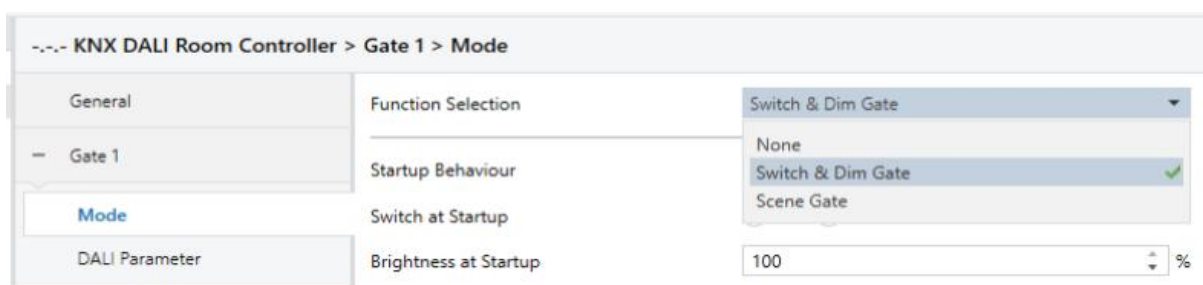 -.-.- KNX DALI Room Controller > Gate 1 > Mode
General
Function Selection
Switch & Dim Gate
None
Gate 1
Startup Behaviour
Switch & Dim Gate
Scene Gate
Mode
Switch at Startup
DALI Parameter
Brightness at Startup
100 %